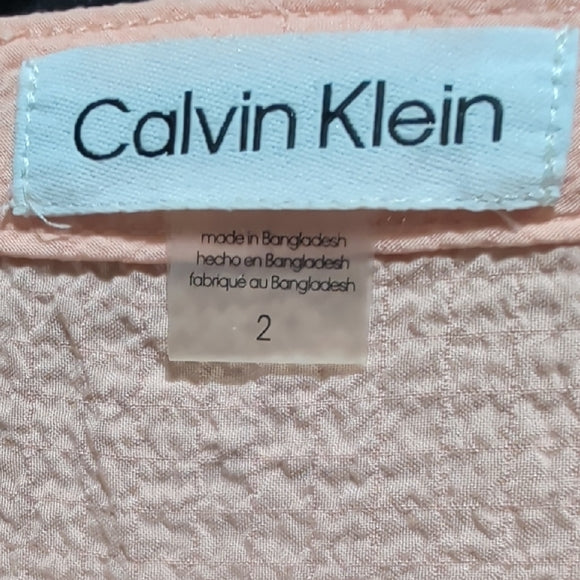 Calvin Klein
made in Bangladesh
hecho en Bangladesh
fabriqué au Bangladesh
2